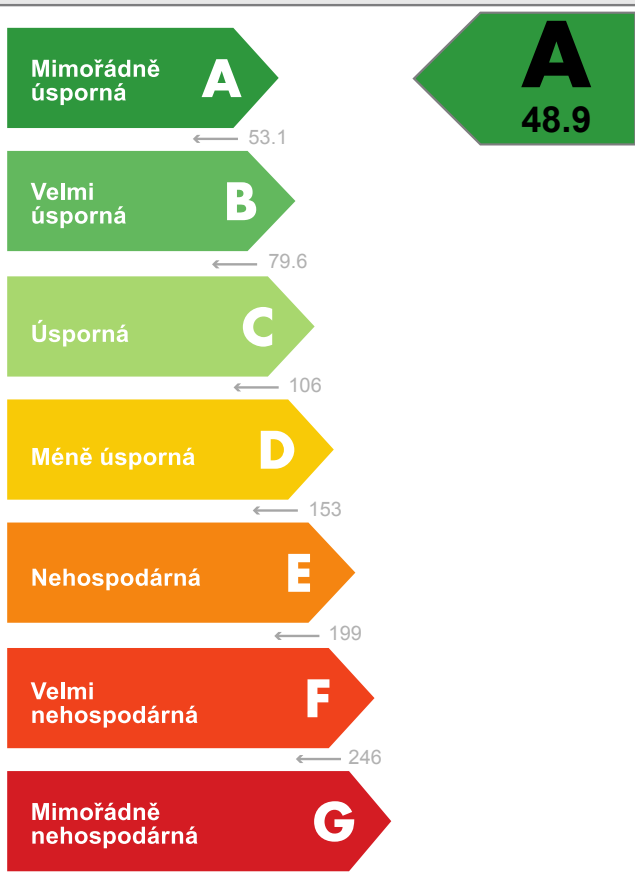 Mimořádně
úsporná
A
A
48.9
← 53.1
Velmi
úsporná
B
← 79.6
Úsporná
C
← 106
Méně úsporná
D
← 153
Nehospodárná
E
← 199
Velmi
nehospodárná
F
← 246
Mimořádně
nehospodárná
G